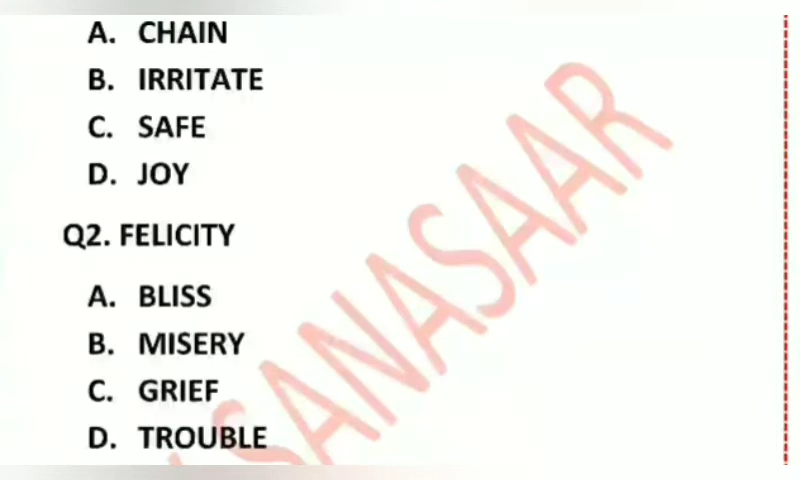 A. CHAIN
B. IRRITATE
C. SAFE
D. JOY
Q2. FELICITY
A. BLISS
B. MISERY
C. GRIEF
D. TROUBLE
SANASAAR